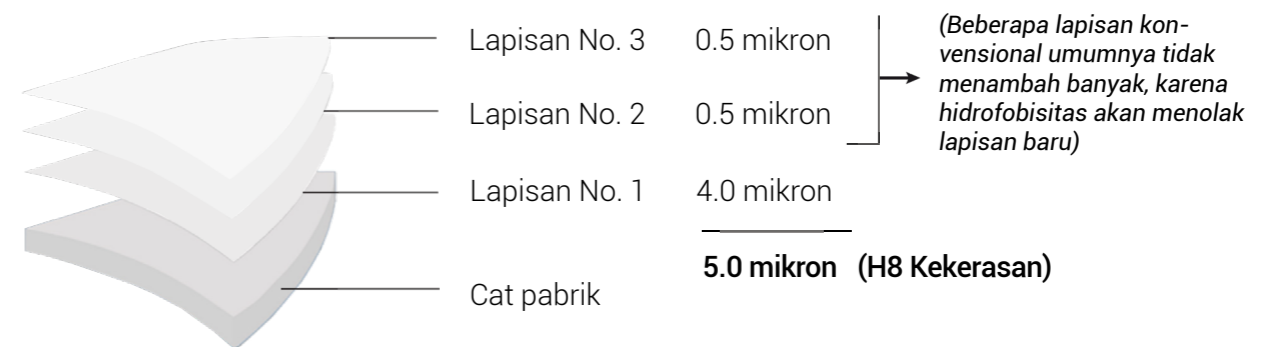 Lapisan No. 3 0.5 mikron
Lapisan No. 2 0.5 mikron
Lapisan No. 1 4.0 mikron
5.0 mikron (H8 Kekerasan)
Cat pabrik
(Beberapa lapisan kon-
vensional umumnya tidak
menambah banyak, karena
hidrofobisitas akan menolak
lapisan baru)